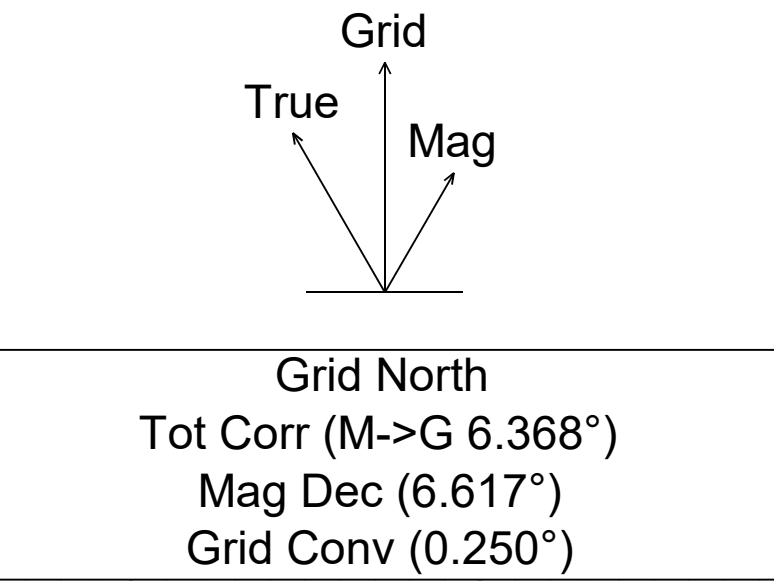 Grid
True
Mag
Grid North
Tot Corr (M->G 6.368°)
Mag Dec (6.617°)
Grid Conv (0.250°)